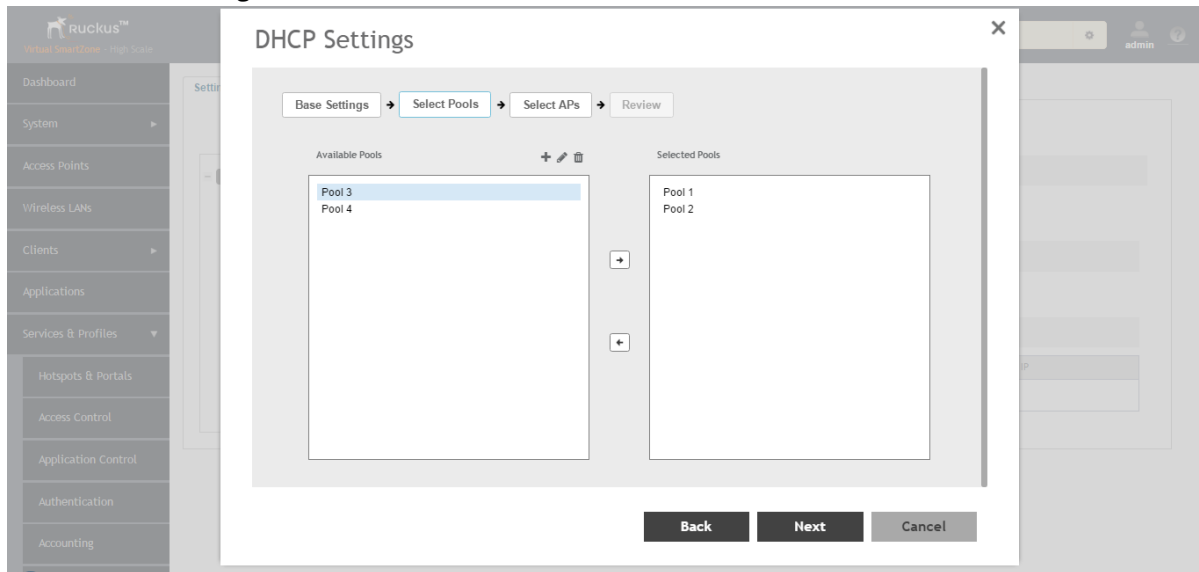 Ruckus™
Virtual SmartZone - High Scale
admin
Dashboard
System
Access Points
Wireless LANs
Clients
Applications
Services & Profiles
Hotspots & Portals
Access Control
Application Control
Authentication
Accounting
DHCP Settings
Base Settings
Select Pools
Select APs
Review
Available Pools
Selected Pools
Pool 3
Pool 4
Pool 1
Pool 2
Back
Next
Cancel